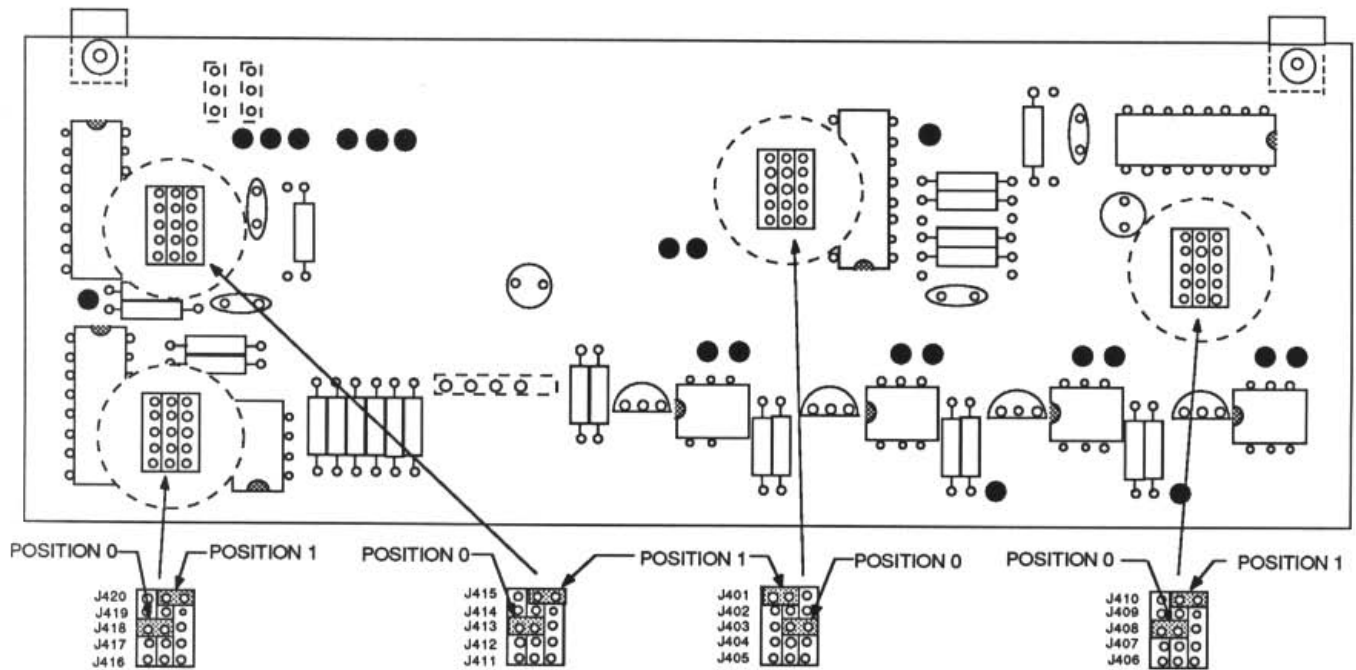 POSITION 0
POSITION 1
J420
J419
J418
J417
J416
POSITION 0
POSITION 1
J415
J414
J413
J412
J411
J401
J402
J403
J404
J405
POSITION 0
POSITION 0
POSITION 1
J410
J409
J408
J407
J406